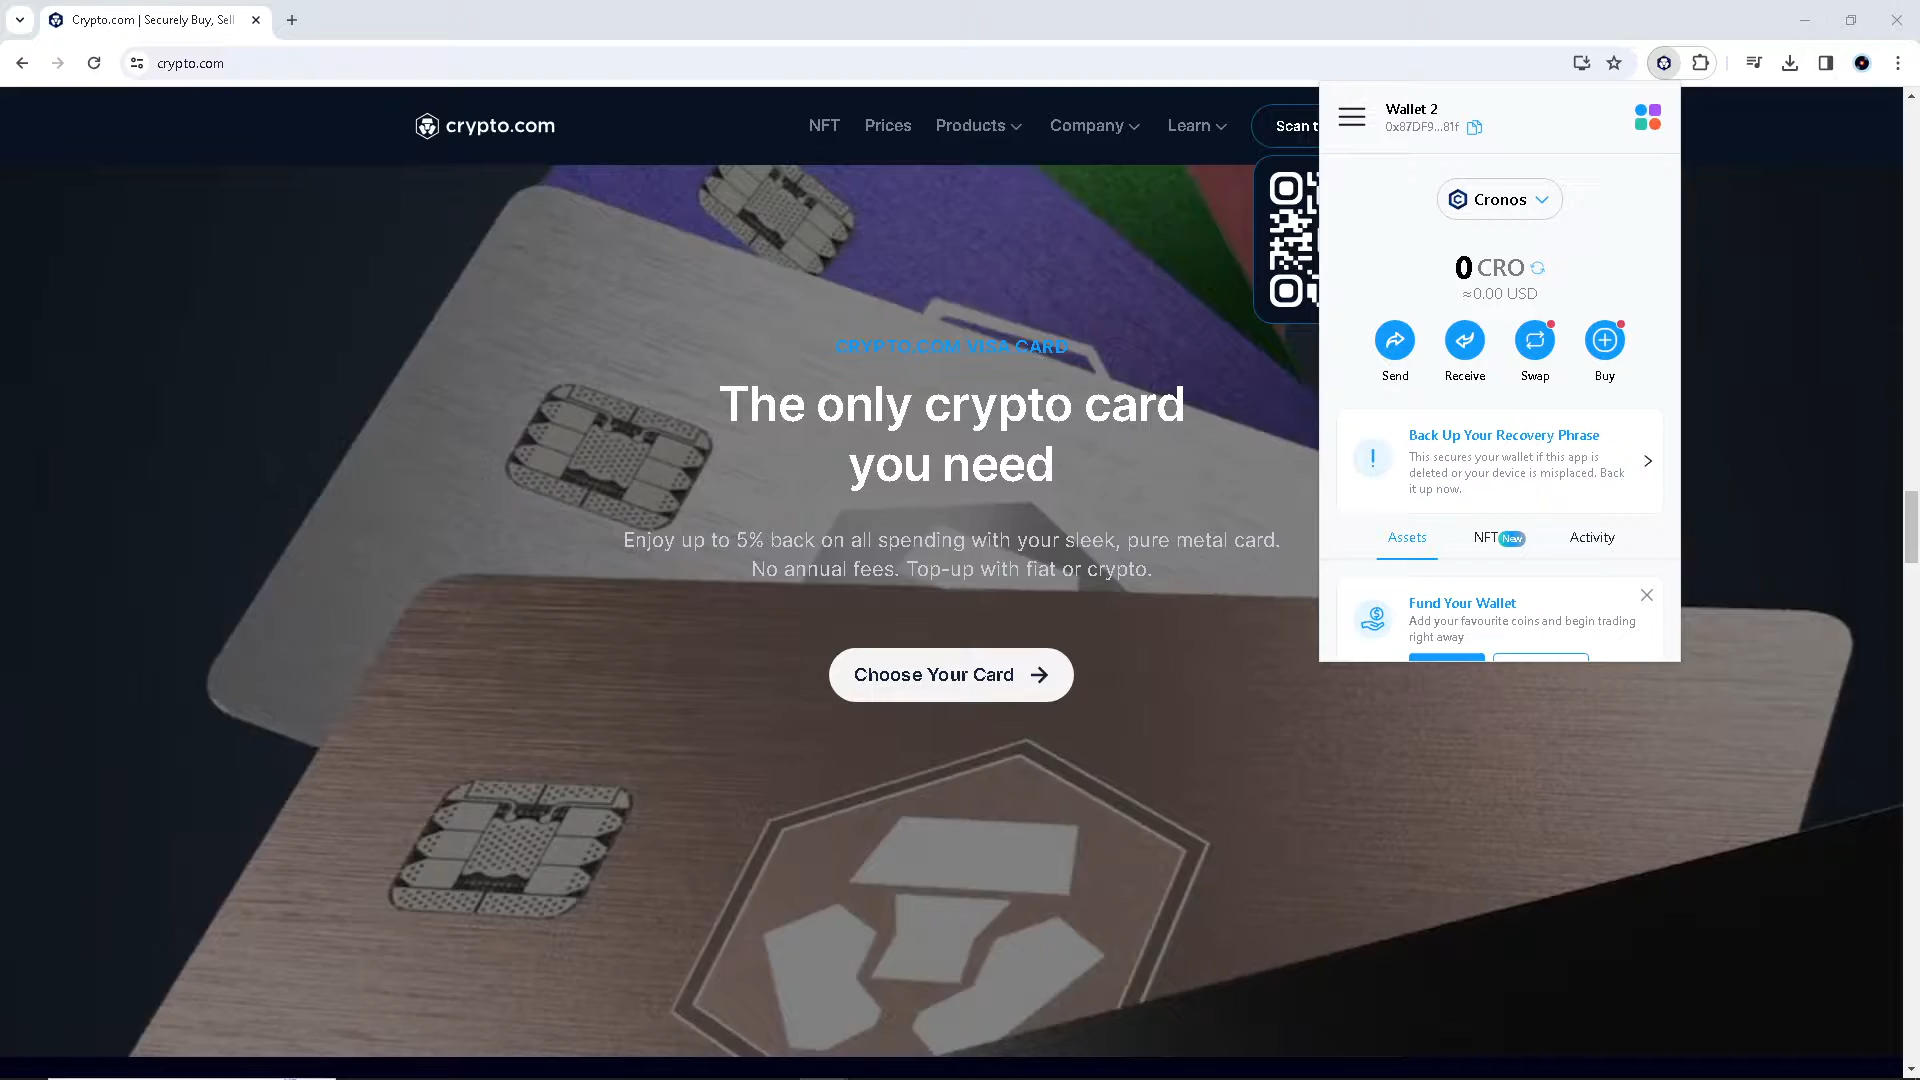 Crypto.com | Securely Buy, Sell
crypto.com
crypto.com
NFT
Prices
Products
Company
Learn
Scan t
CRYPTO.COM VISA CARD
The only crypto card
you need
Enjoy up to 5% back on all spending with your sleek, pure metal card.
No annual fees. Top-up with fiat or crypto.
Choose Your Card
Wallet 2
0x87DF9...81f
Cronos
0 CRO
≈0.00 USD
Send
Receive
Swap
Buy
Back Up Your Recovery Phrase
This secures your wallet if this app is
deleted or your device is misplaced. Back
it up now.
Assets
NFT New
Activity
Fund Your Wallet
Add your favourite coins and begin trading
right away